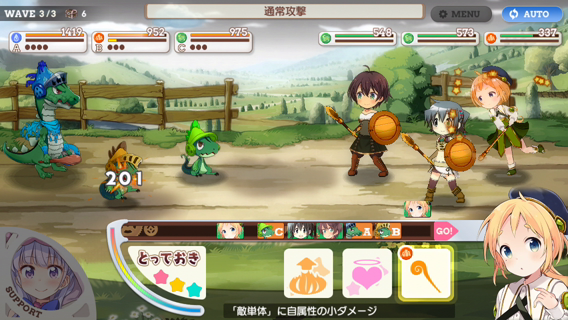 WAVE 3/3
6
通常攻撃
MENU
AUTO
1419
A
952
B
975
C
548
573
337
201
C
A
B
GO!
とっておき
SUPPORT
「敵単体」に自属性の小ダメージ